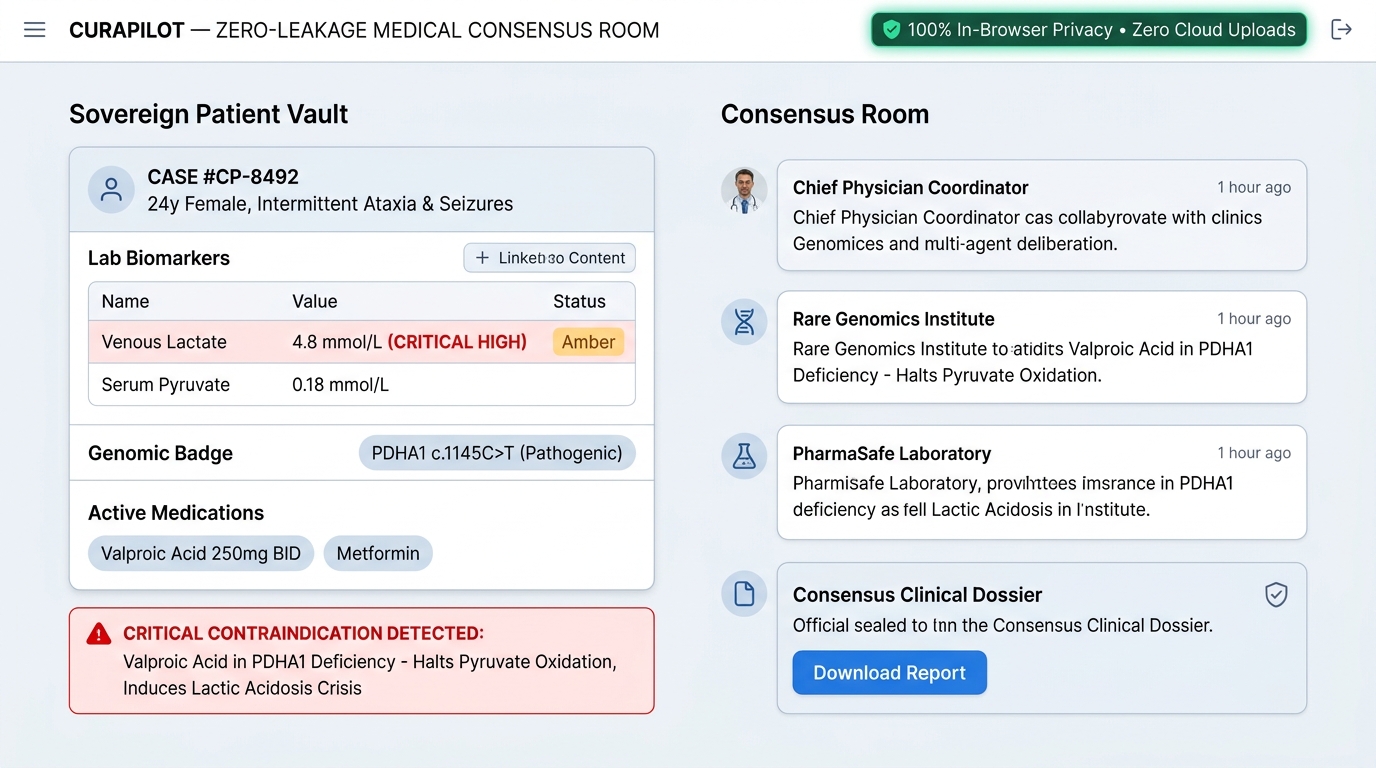 CURAPILOT — ZERO-LEAKAGE MEDICAL CONSENSUS ROOM
100% In-Browser Privacy • Zero Cloud Uploads
Sovereign Patient Vault
CASE #CP-8492
24y Female, Intermittent Ataxia & Seizures
Lab Biomarkers
+ Content
Name Value Status
Venous Lactate 4.8 mmol/L (CRITICAL HIGH) Amber
Serum Pyruvate 0.18 mmol/L
Genomic Badge PDHA1 c.1145C>T (Pathogenic)
Active Medications
Valproic Acid 250mg BID Metformin
CRITICAL CONTRAINDICATION DETECTED:
Valproic Acid in PDHA1 Deficiency - Halts Pyruvate Oxidation,
Induces Lactic Acidosis Crisis
Consensus Room
Chief Physician Coordinator 1 hour ago
Chief Physician Coordinator cas collabyrovate with clinics
Genomices and multi-agent deliberation.
Rare Genomics Institute 1 hour ago
Rare Genomics Institute to Valproic Acid in PDHA1
Deficiency - Halts Pyruvate Oxidation.
PharmaSafe Laboratory 1 hour ago
Pharmisafe Laboratory, in PDHA1
deficiency as fell Lactic Acidosis in I'nstitute.
Consensus Clinical Dossier
Official sealed to the Consensus Clinical Dossier.
Download Report